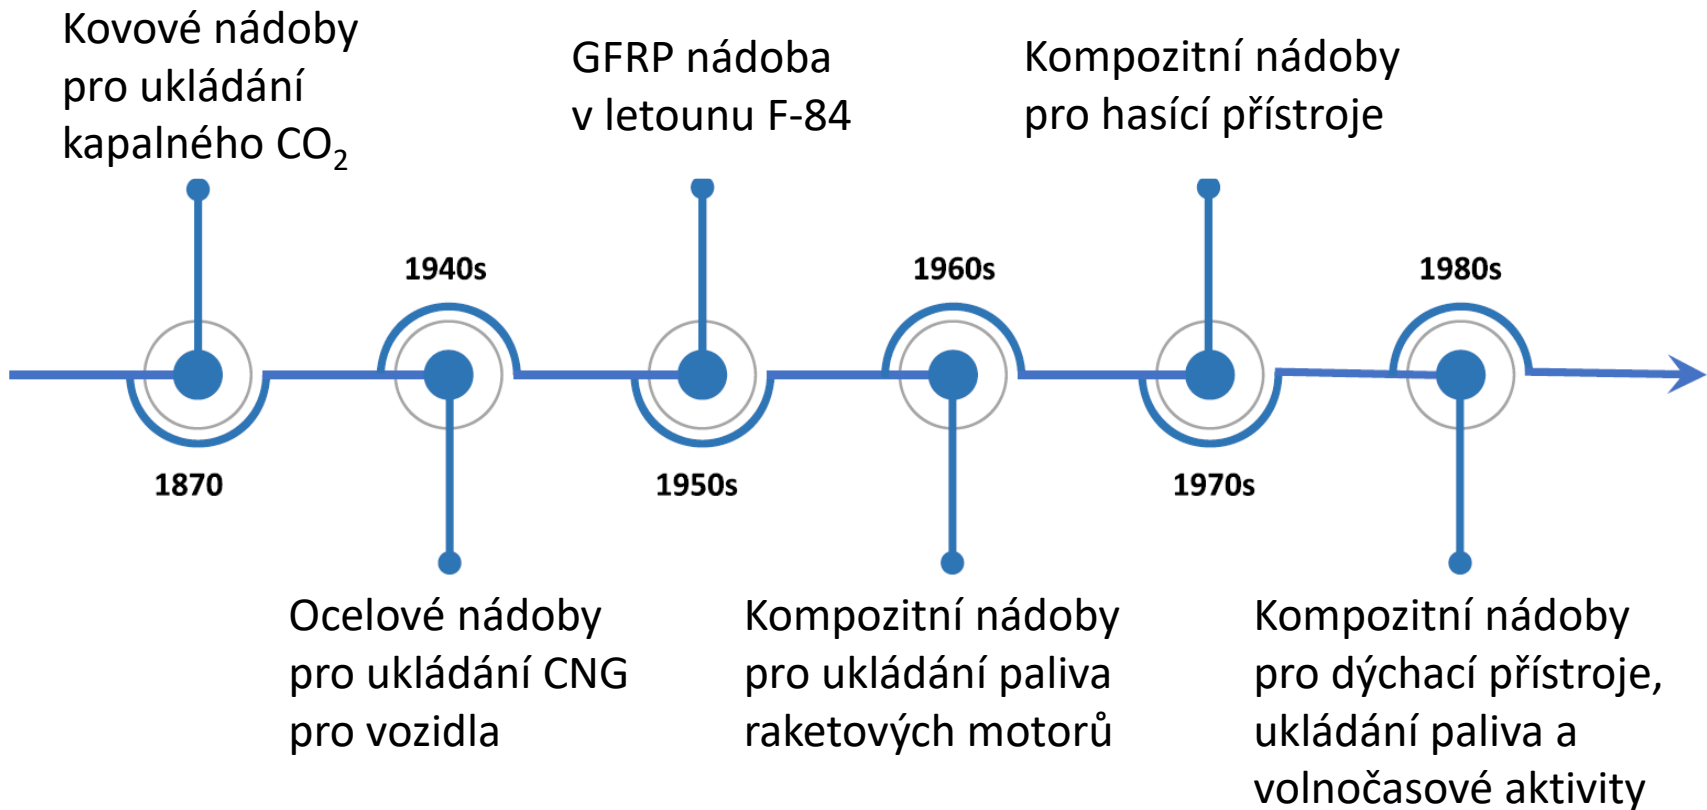 Kovové nádoby
pro ukládání
kapalného CO₂
GFRP nádoba
v letounu F-84
Kompozitní nádoby
pro hasící přístroje
1940s
1960s
1980s
1870
1950s
1970s
Ocelové nádoby
pro ukládání CNG
pro vozidla
Kompozitní nádoby
pro ukládání paliva
raketových motorů
Kompozitní nádoby
pro dýchací přístroje,
ukládání paliva a
volnočasové aktivity